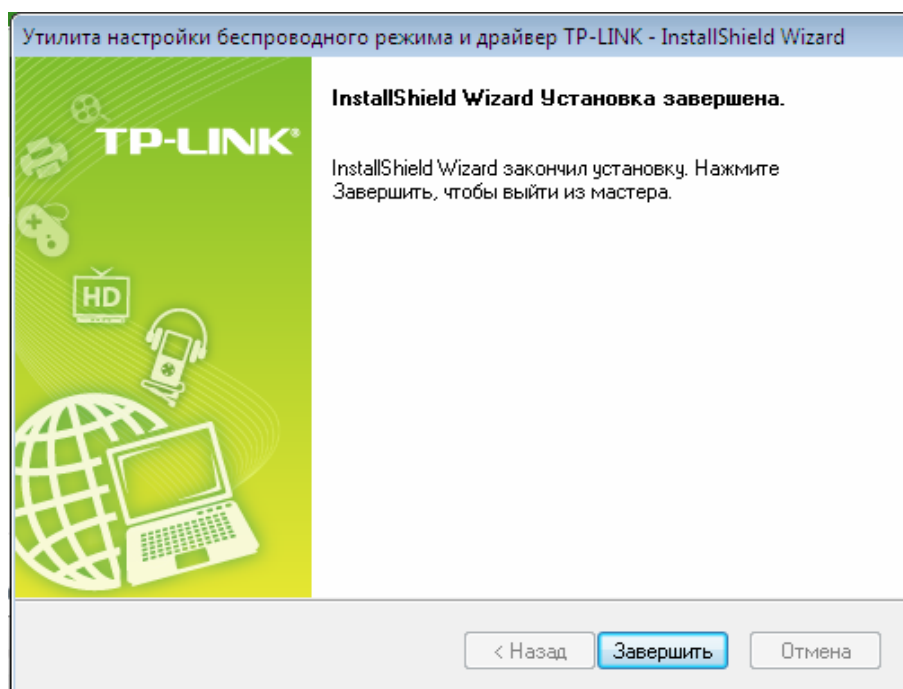 Утилита настройки беспроводного режима и драйвер TP-LINK - InstallShield Wizard
TP-LINK®
HD
InstallShield Wizard Установка завершена.
InstallShield Wizard закончил установку. Нажмите
Завершить, чтобы выйти из мастера.
< Назад
Завершить
Отмена